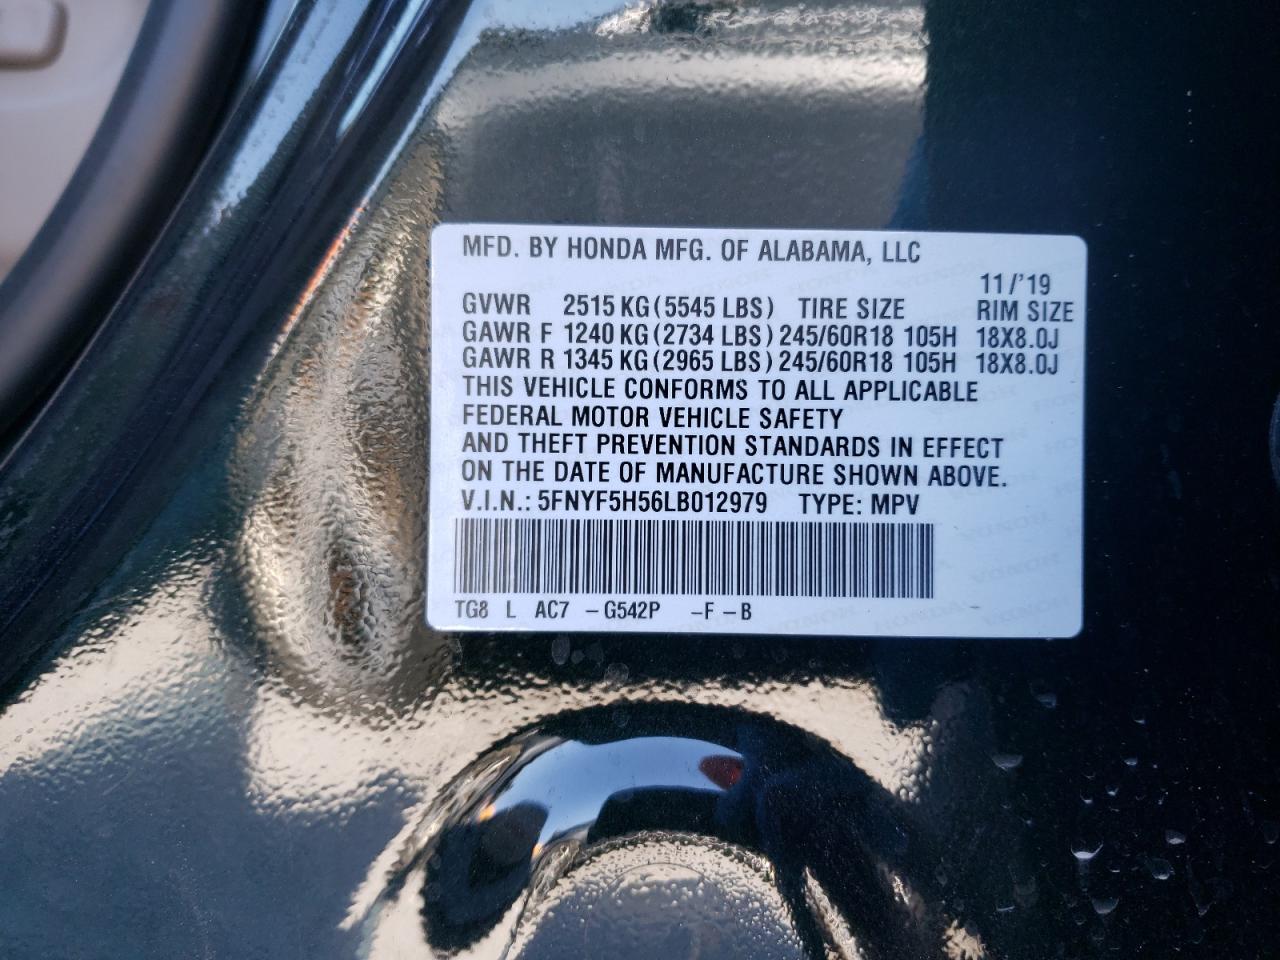 MFD. BY HONDA MFG. OF ALABAMA, LLC
11/'19
GVWR 2515 KG (5545 LBS) TIRE SIZE RIM SIZE
GAWR F 1240 KG (2734 LBS) 245/60R18 105H 18X8.0J
GAWR R 1345 KG (2965 LBS) 245/60R18 105H 18X8.0J
THIS VEHICLE CONFORMS TO ALL APPLICABLE
FEDERAL MOTOR VEHICLE SAFETY
AND THEFT PREVENTION STANDARDS IN EFFECT
ON THE DATE OF MANUFACTURE SHOWN ABOVE.
V.I.N.: 5FNYF5H56LB012979 TYPE: MPV
TG8 L AC7 -G542P -F-B